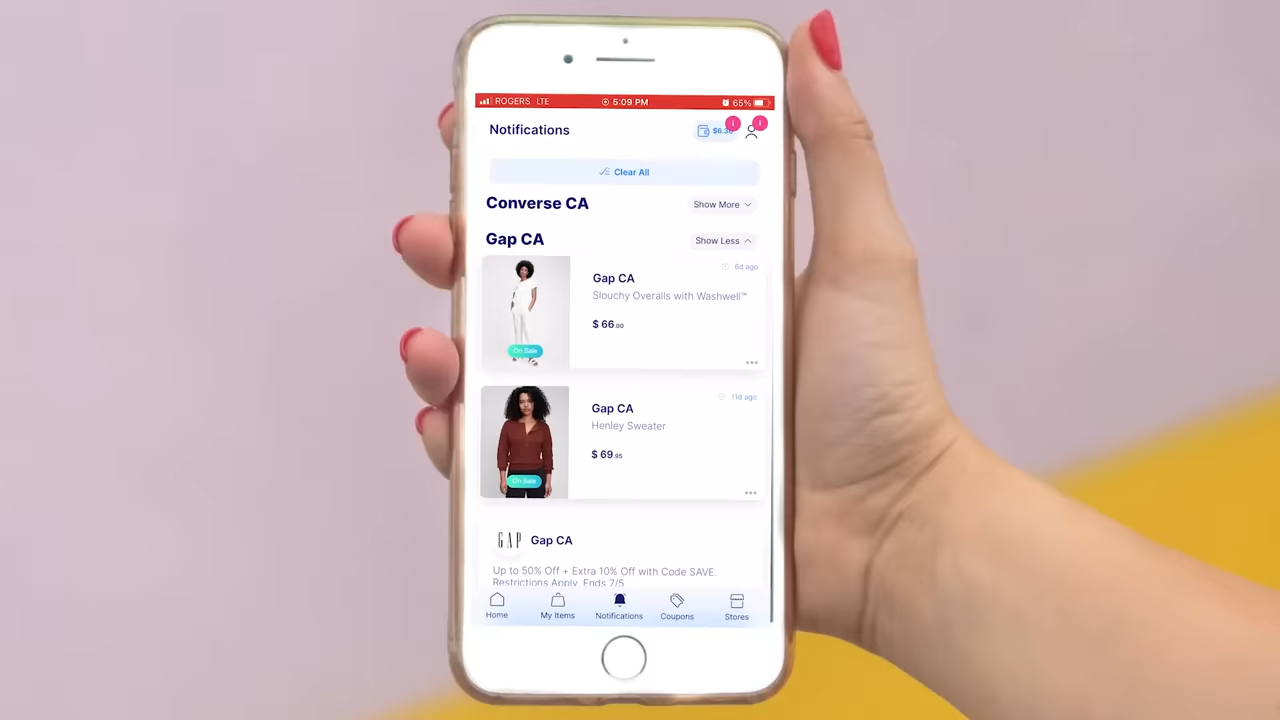 ROGERS LTE 5:09 PM 65%
Notifications
i i
Clear All
Converse CA Show More
Gap CA Show Less
6d ago
Gap CA
Slouchy Overalls with Washwell™
$ 66.00
On Sale
11d ago
Gap CA
Henley Sweater
$ 69.95
On Sale
GAP Gap CA
Up to 50% Off + Extra 10% Off with Code SAVE.
Restrictions Apply. Ends 7/5
Home My Items Notifications Coupons Stores